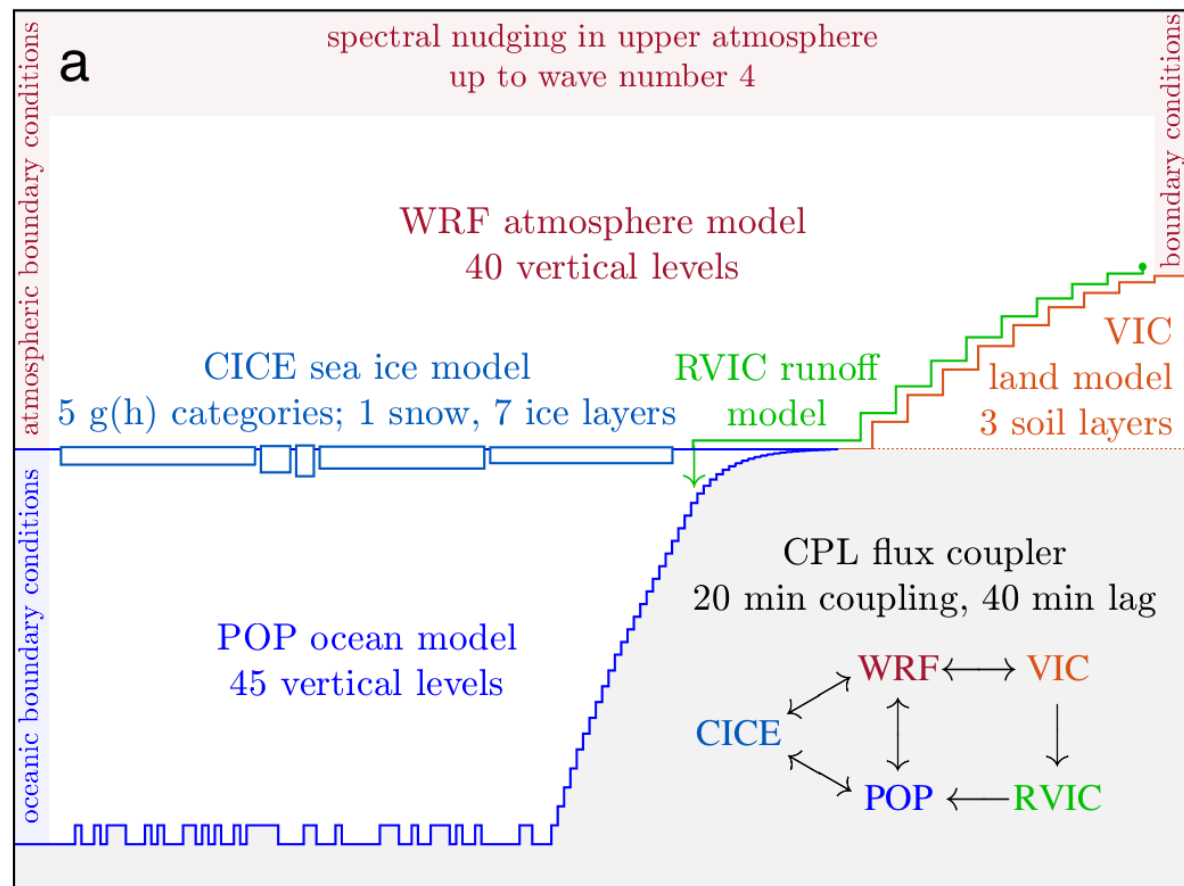 a
spectral nudging in upper atmosphere
up to wave number 4
atmospheric boundary conditions
boundary conditions
WRF atmosphere model
40 vertical levels
CICE sea ice model
5 g(h) categories; 1 snow, 7 ice layers
RVIC runoff
model
VIC
land model
3 soil layers
oceanic boundary conditions
POP ocean model
45 vertical levels
CPL flux coupler
20 min coupling, 40 min lag
WRF VIC
CICE
POP RVIC